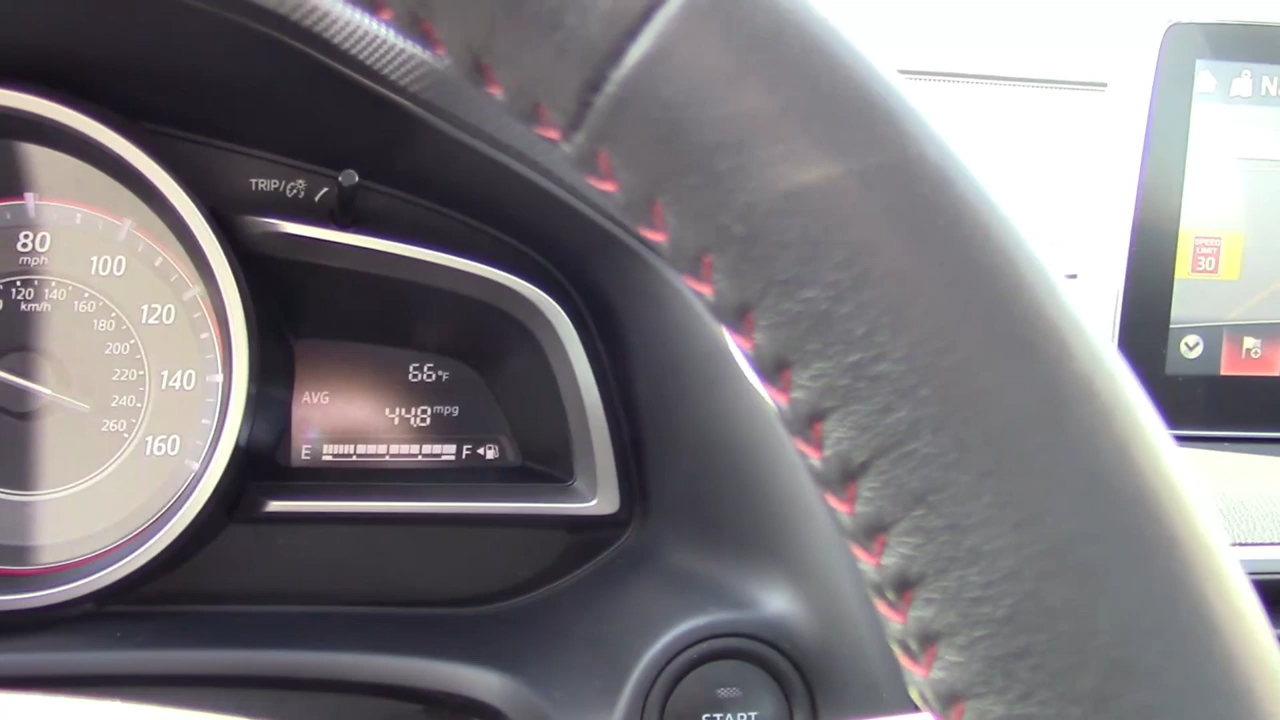 TRIP/
80
mph
100
120
140
160
120 140 160
km/h
180
200
220
240
260
66°F
AVG
44.8 mpg
E F
START
N
SPEED
LIMIT
30